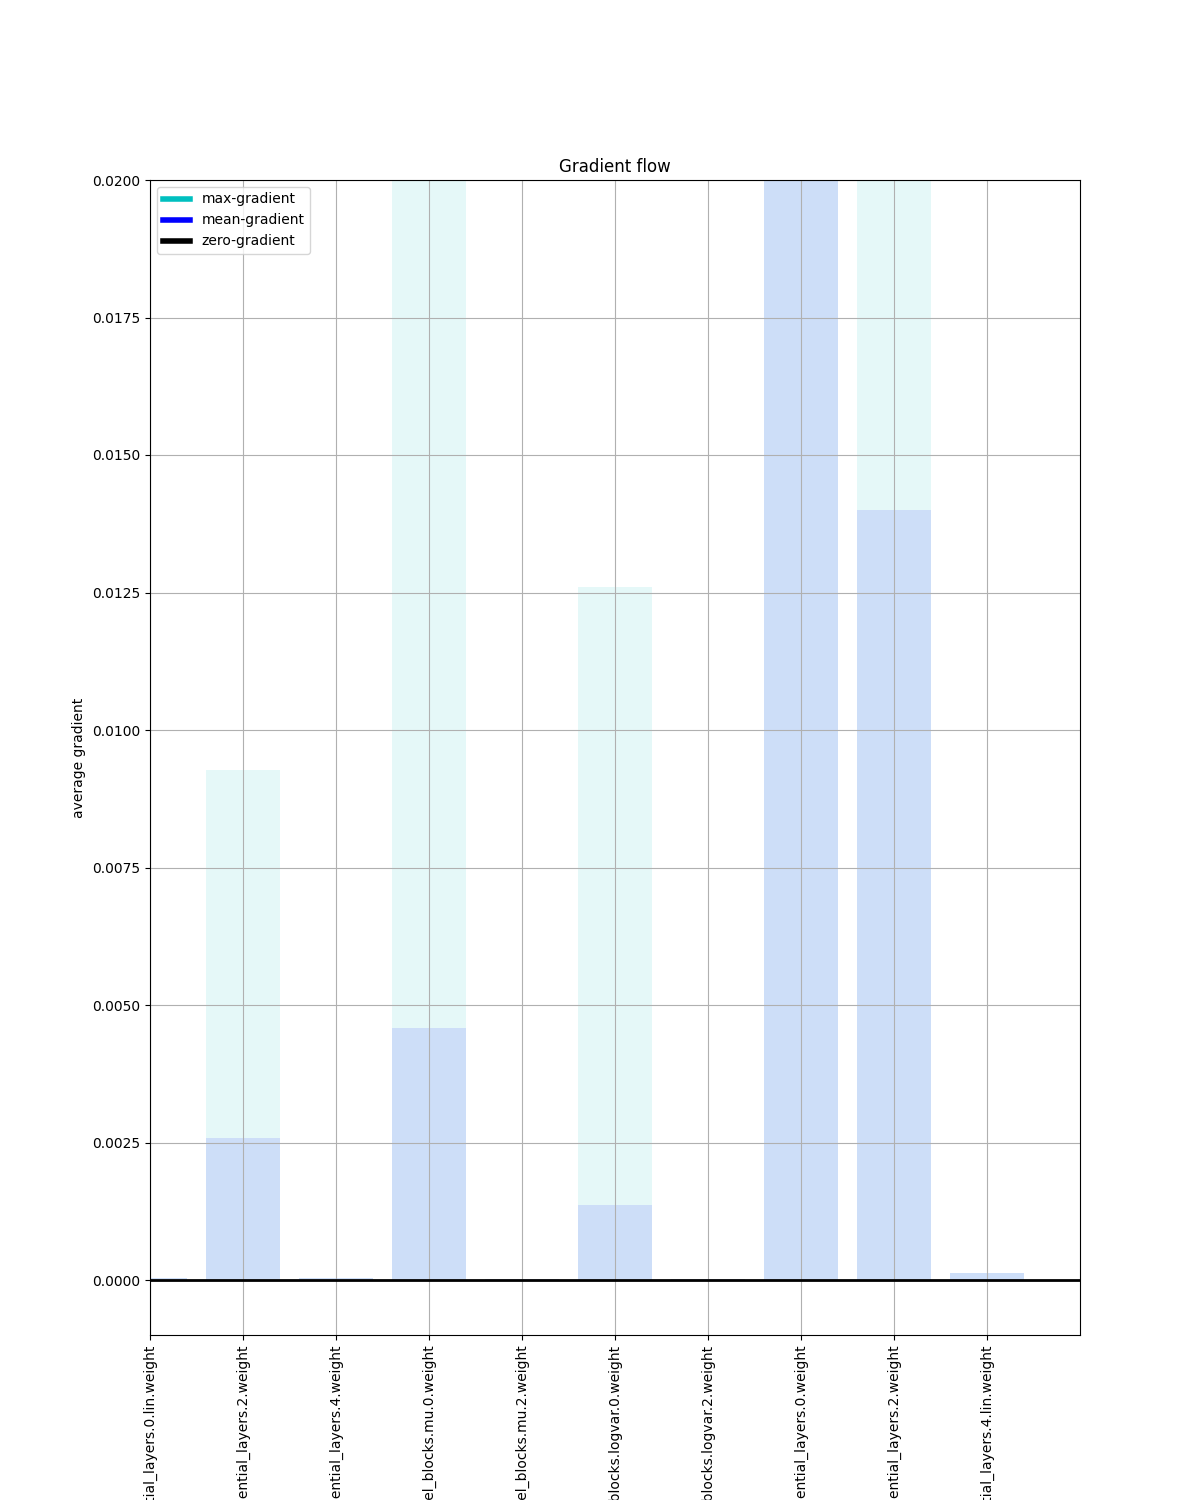 Gradient flow
max-gradient
mean-gradient
zero-gradient
0.0200
0.0175
0.0150
0.0125
0.0100
0.0075
0.0050
0.0025
0.0000
average gradient
tial_layers.0.lin.weight
ential_layers.2.weight
ential_layers.4.weight
el_blocks.mu.0.weight
el_blocks.mu.2.weight
blocks.logvar.0.weight
blocks.logvar.2.weight
ential_layers.0.weight
ential_layers.2.weight
tial_layers.4.lin.weight